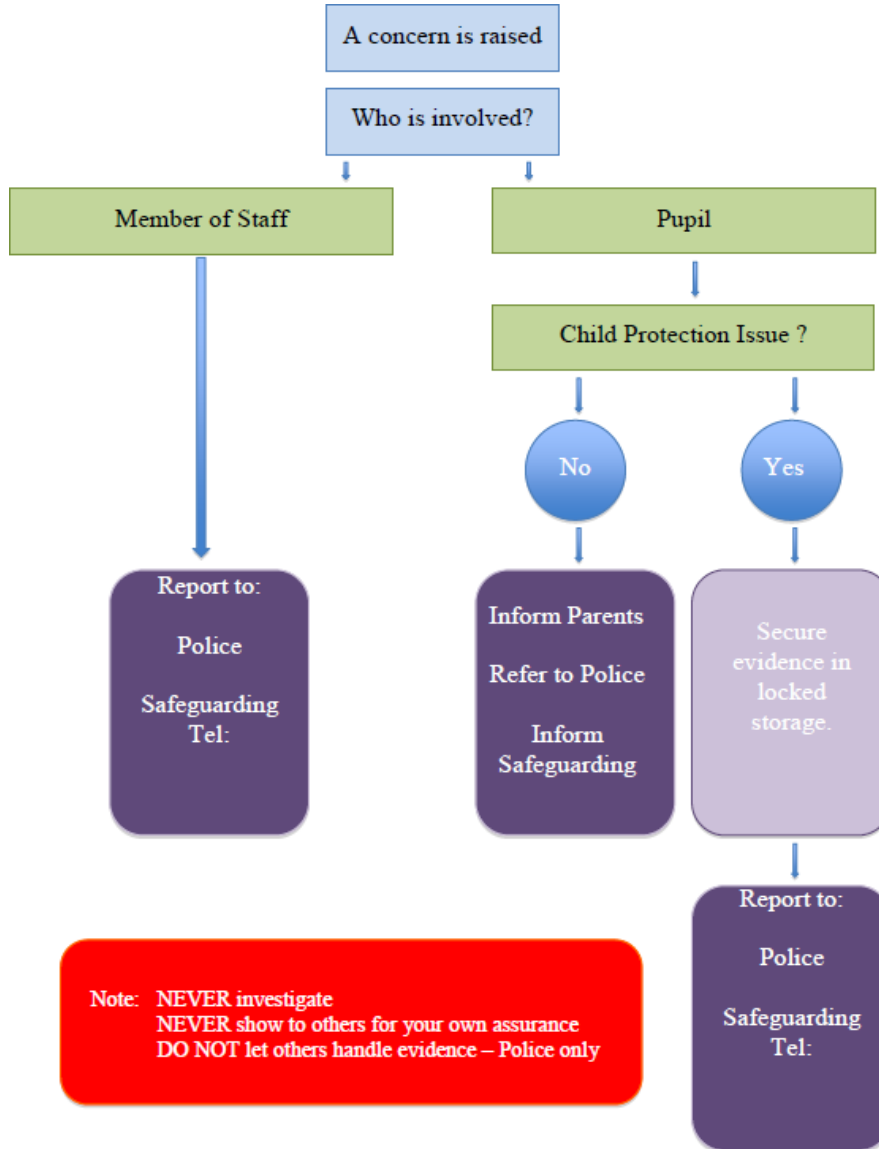 A concern is raised
Who is involved?
Member of Staff
Pupil
Child Protection Issue ?
No
Yes
Report to:
Police
Safeguarding
Tel:
Inform Parents
Refer to Police
Inform
Safeguarding
Secure
evidence in
locked
storage.
Report to:
Police
Safeguarding
Tel:
Note: NEVER investigate
NEVER show to others for your own assurance
DO NOT let others handle evidence – Police only